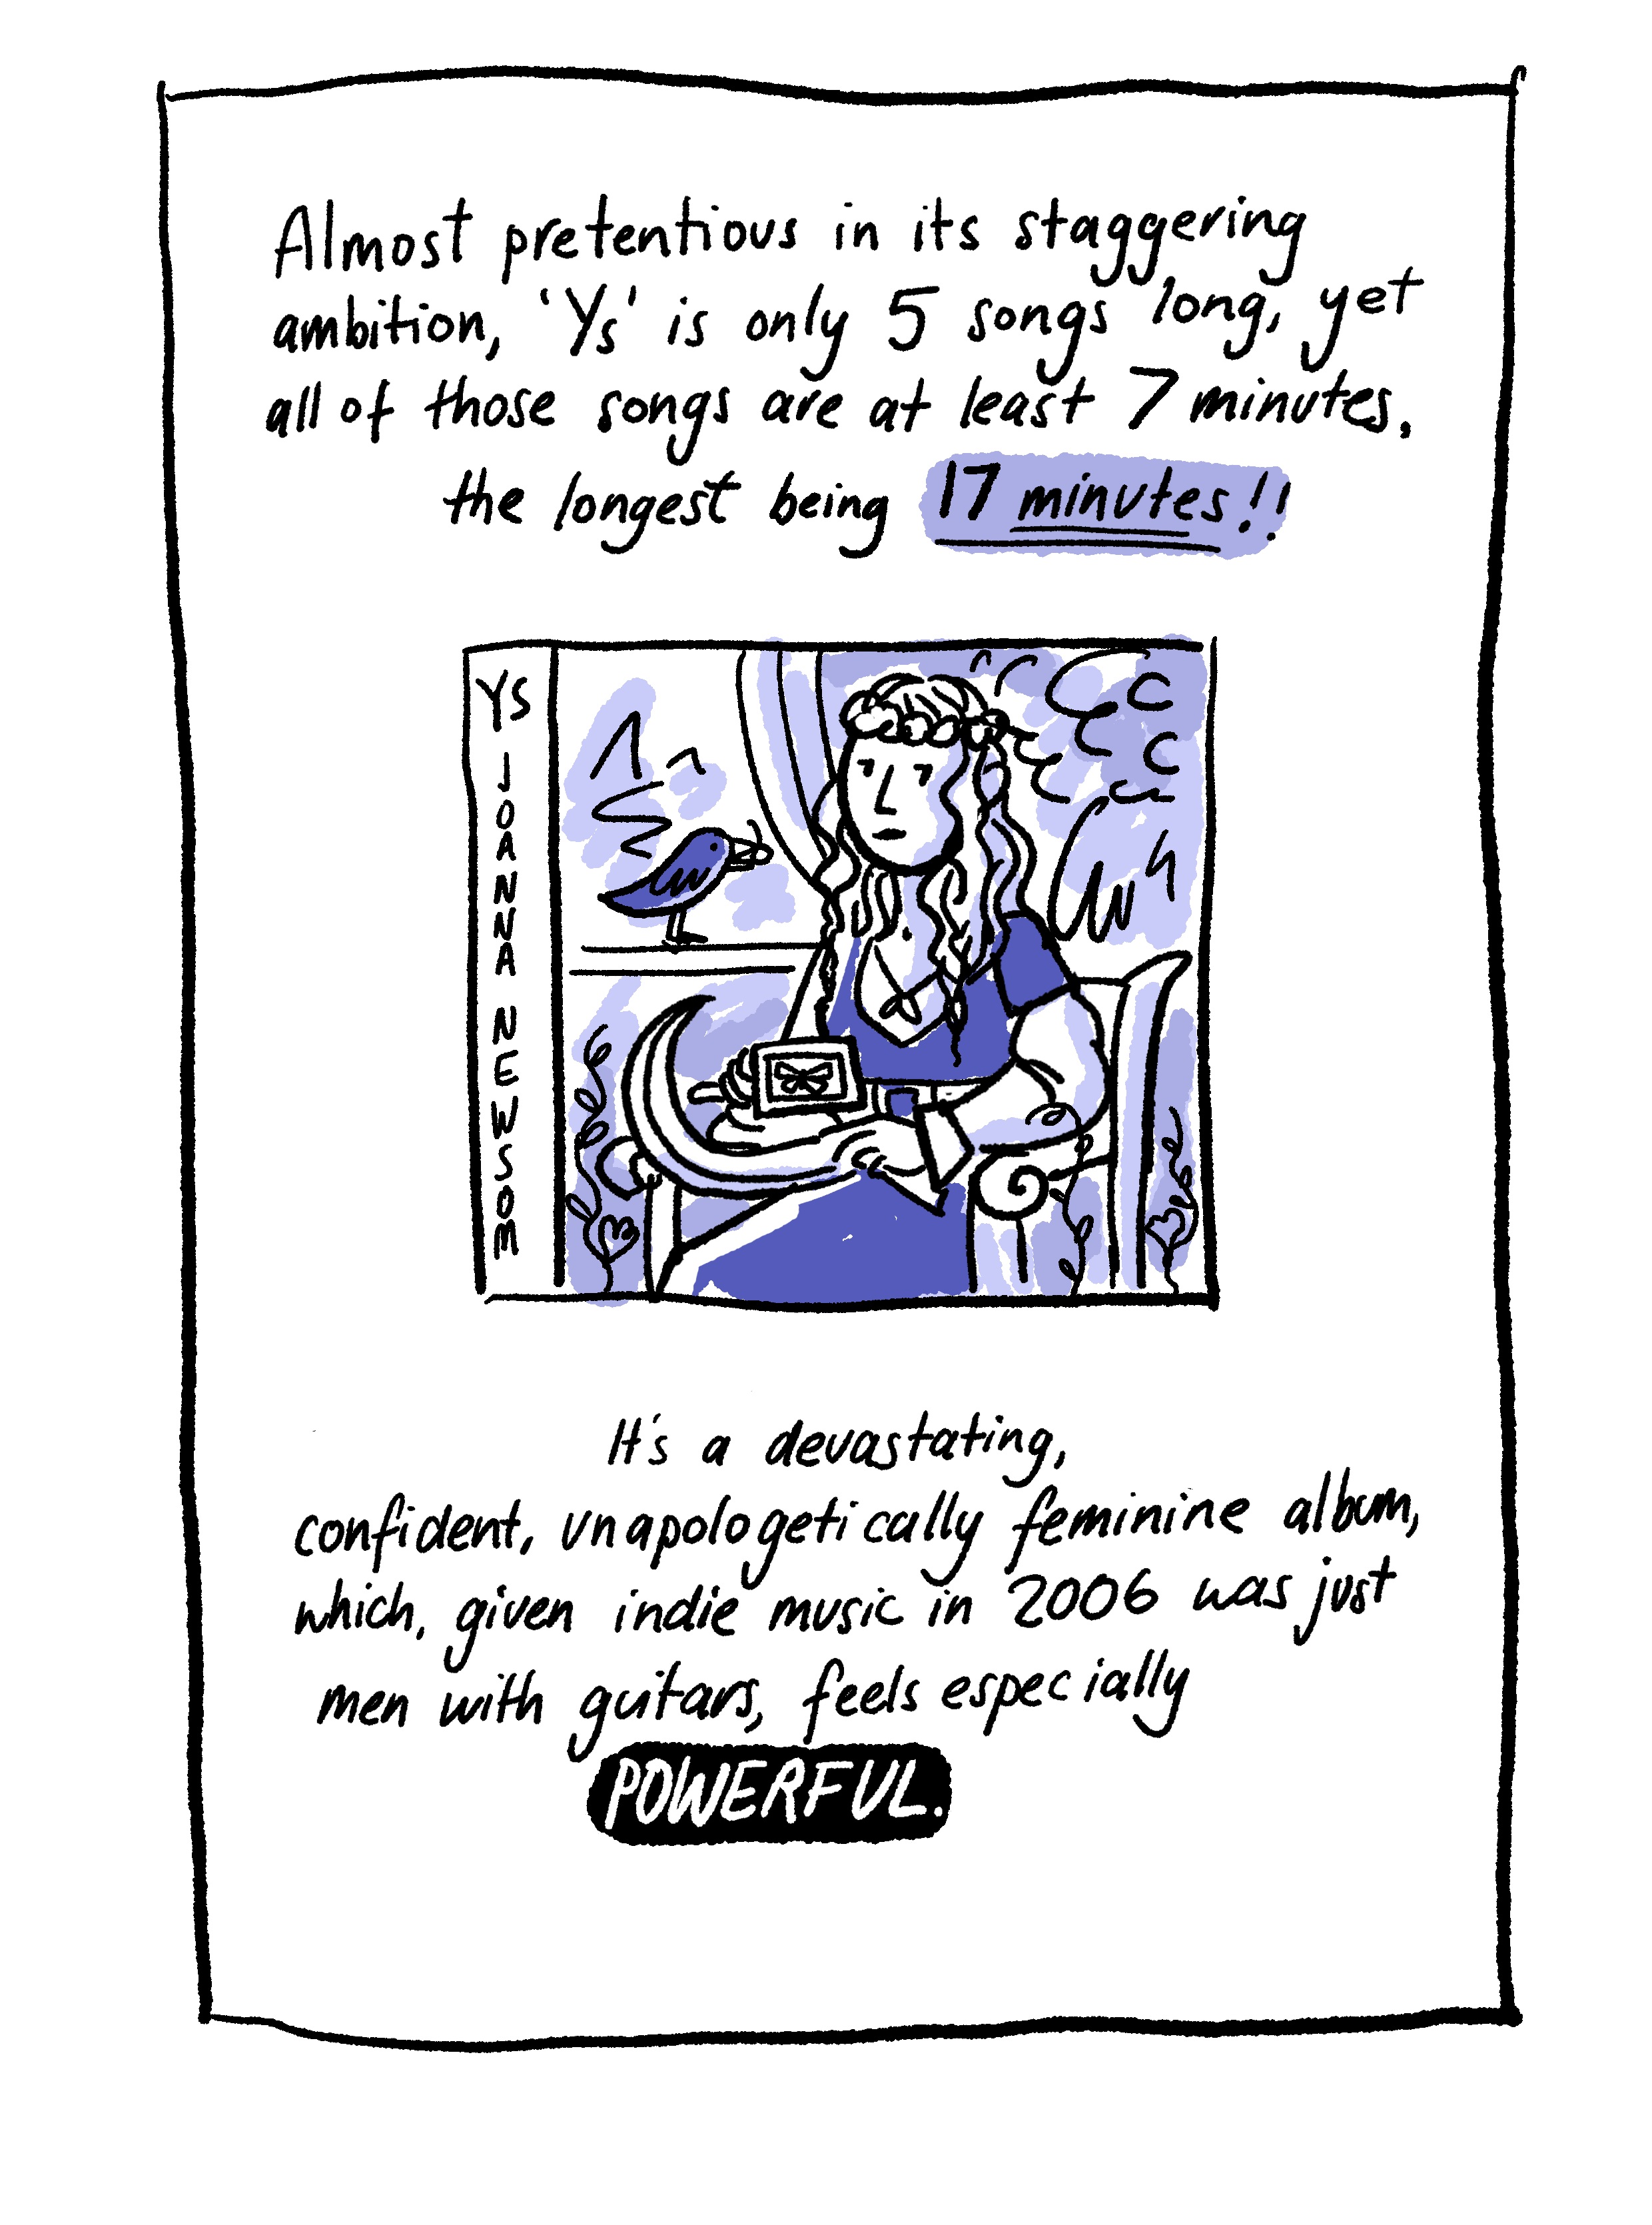 Almost pretentious in its staggering
ambition, 'Ys' is only 5 songs long, yet
all of those songs are at least 7 minutes,
the longest being 17 minutes!!
YS JOANNA NEWSOM
It's a devastating,
confident, unapologetically feminine album,
which, given indie music in 2006 was just
men with guitars, feels especially
POWERFUL.